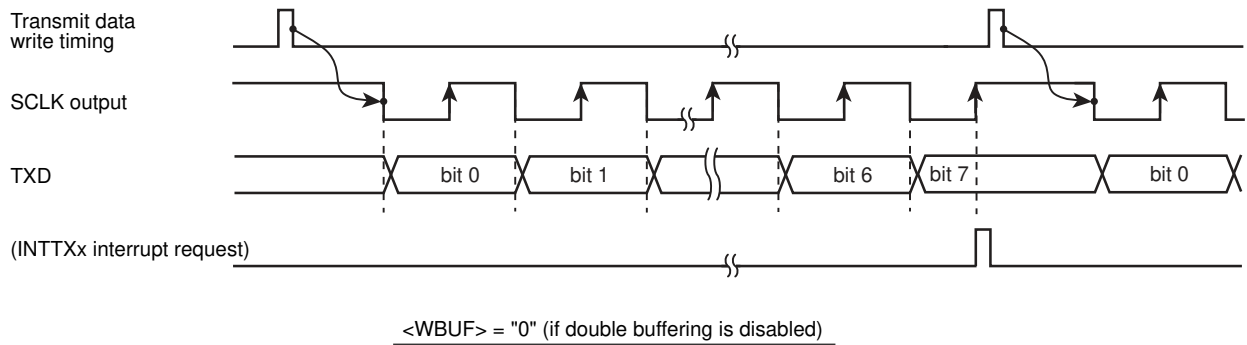 Transmit data
write timing
SCLK output
TXD
bit 0
bit 1
bit 6
bit 7
bit 0
(INTTXx interrupt request)
<WBUF> = "0" (if double buffering is disabled)